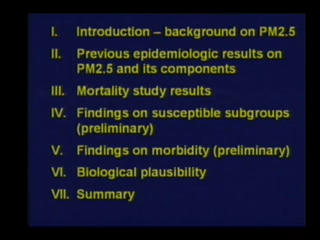 I. Introduction – background on PM2.5
II. Previous epidemiologic results on
PM2.5 and its components
III. Mortality study results
IV. Findings on susceptible subgroups
(preliminary)
V. Findings on morbidity (preliminary)
VI. Biological plausibility
VII. Summary